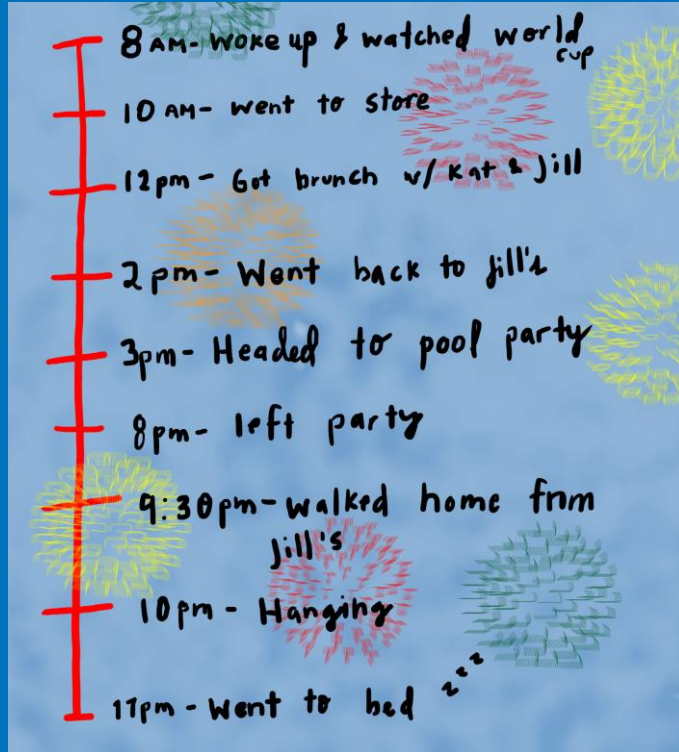 8 AM- Woke up & watched world
cup
10 AM- went to store
12pm - Got brunch w/ Kat & Jill
2pm- Went back to Jill's
3pm- Headed to pool party
8pm- left party
9:30pm- walked home from
Jill's
10pm - Hanging
11pm - Went to bed zzz